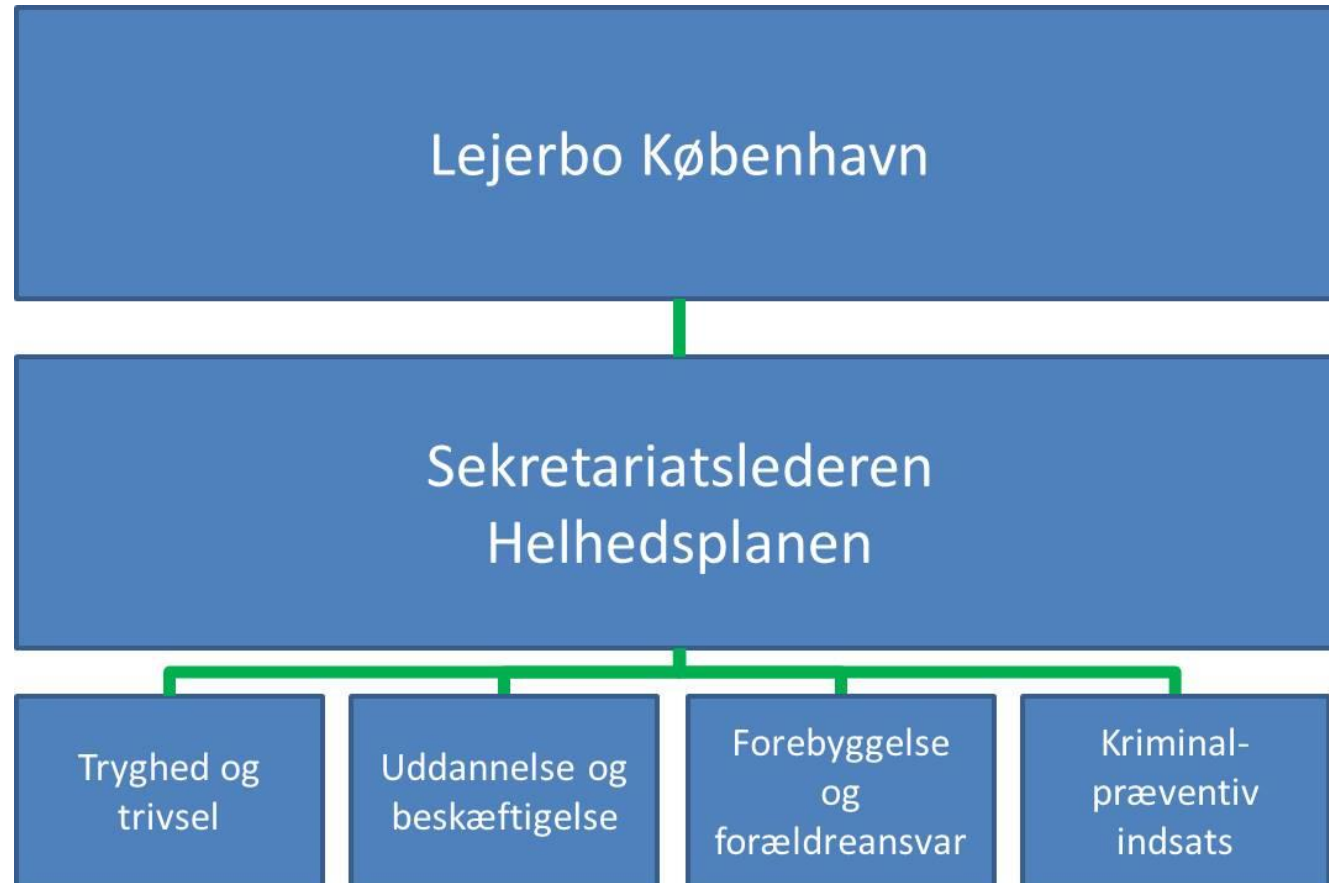 Lejerbo København
Sekretariatslederen
Helhedsplanen
Tryghed og
trivsel
Uddannelse og
beskæftigelse
Forebyggelse
og
forældreansvar
Kriminal-
præventiv
indsats